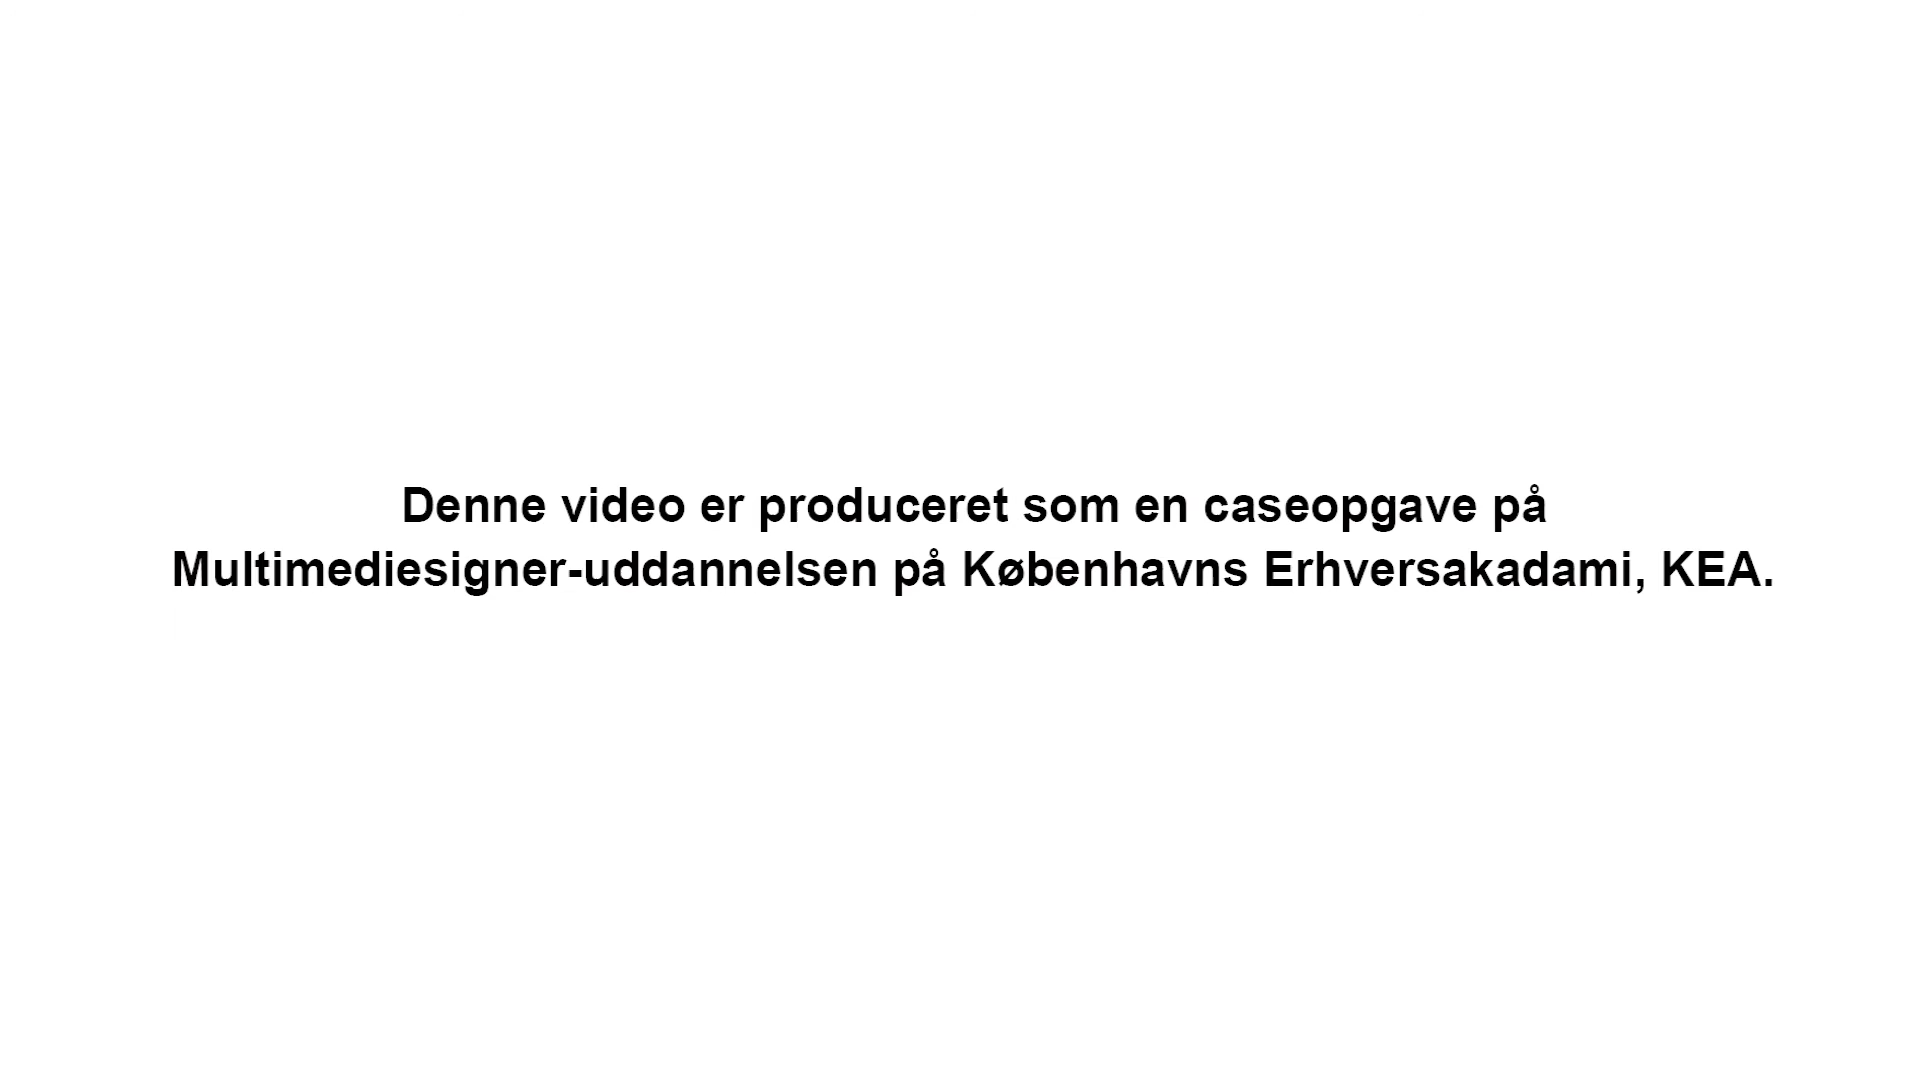 Denne video er produceret som en caseopgave på
Multimediesigner-uddannelsen på Københavns Erhversakadami, KEA.